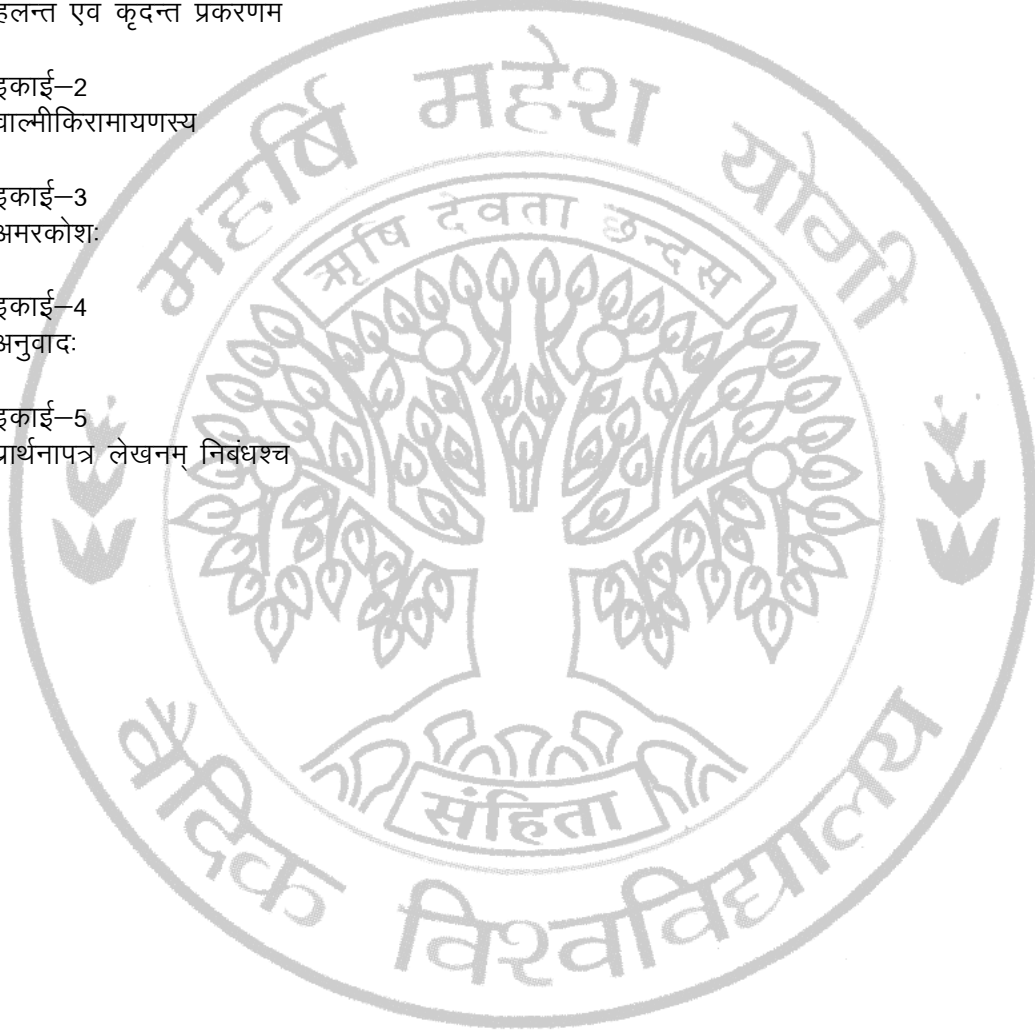 हलन्त एव कृदन्त प्रकरणम
इकाई–2
वाल्मीकिरामायणस्य
इकाई–3
अमरकोशः
इकाई–4
अनुवादः
इकाई–5
प्रार्थनापत्र लेखनम् निबंधश्च
महर्षि महेश योगी
ऋषि देवता छन्दस
संहिता
वैदिक विश्वविद्यालय